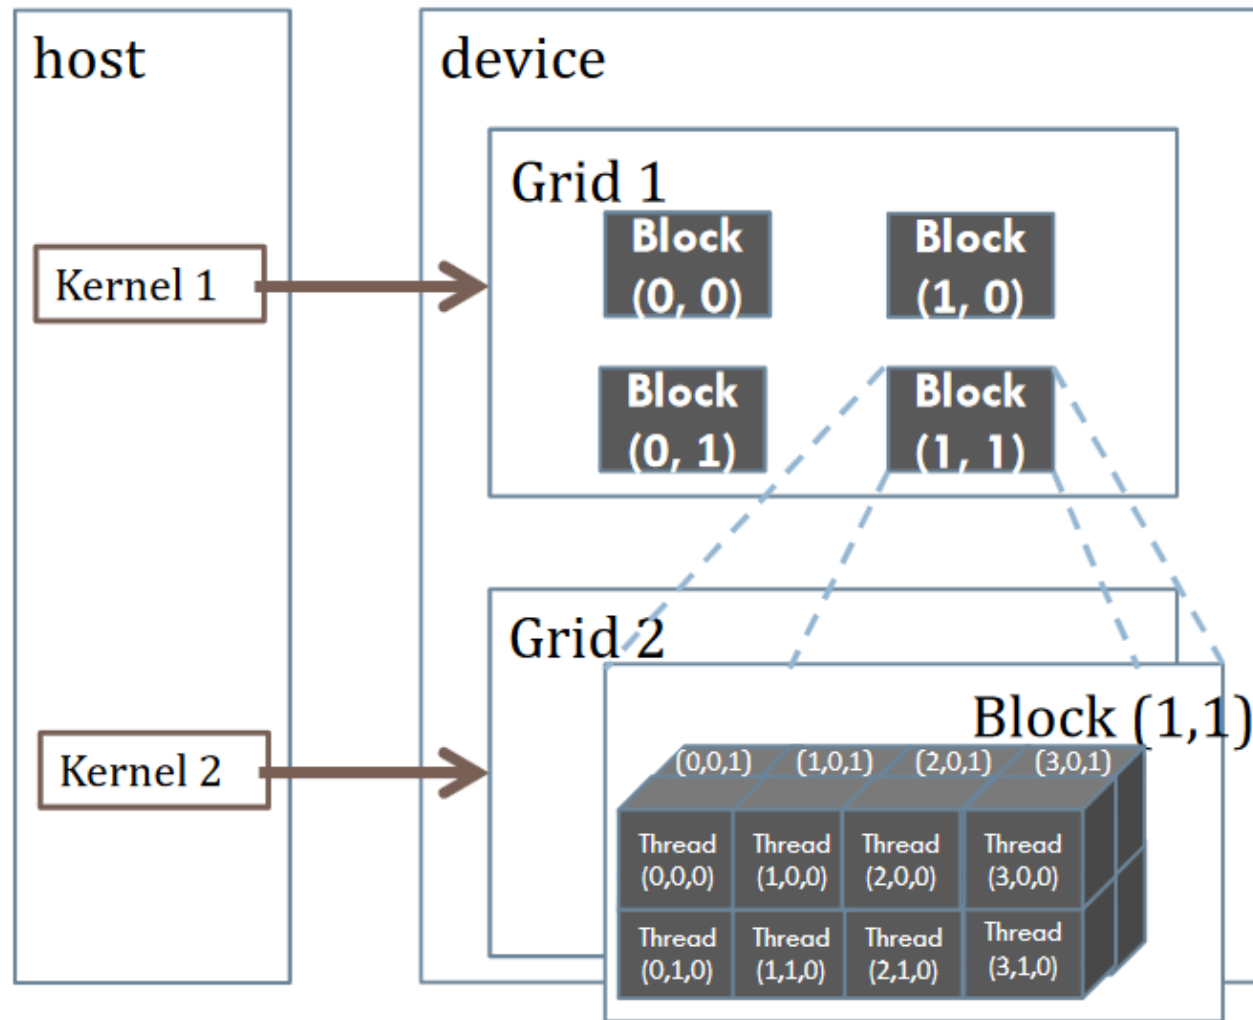 host
device
Grid 1
Block
(0, 0)
Block
(1, 0)
Kernel 1
Block
(0, 1)
Block
(1, 1)
Grid 2
Block (1,1)
Kernel 2
(0,0,1)
(1,0,1)
(2,0,1)
(3,0,1)
Thread
(0,0,0)
Thread
(1,0,0)
Thread
(2,0,0)
Thread
(3,0,0)
Thread
(0,1,0)
Thread
(1,1,0)
Thread
(2,1,0)
Thread
(3,1,0)